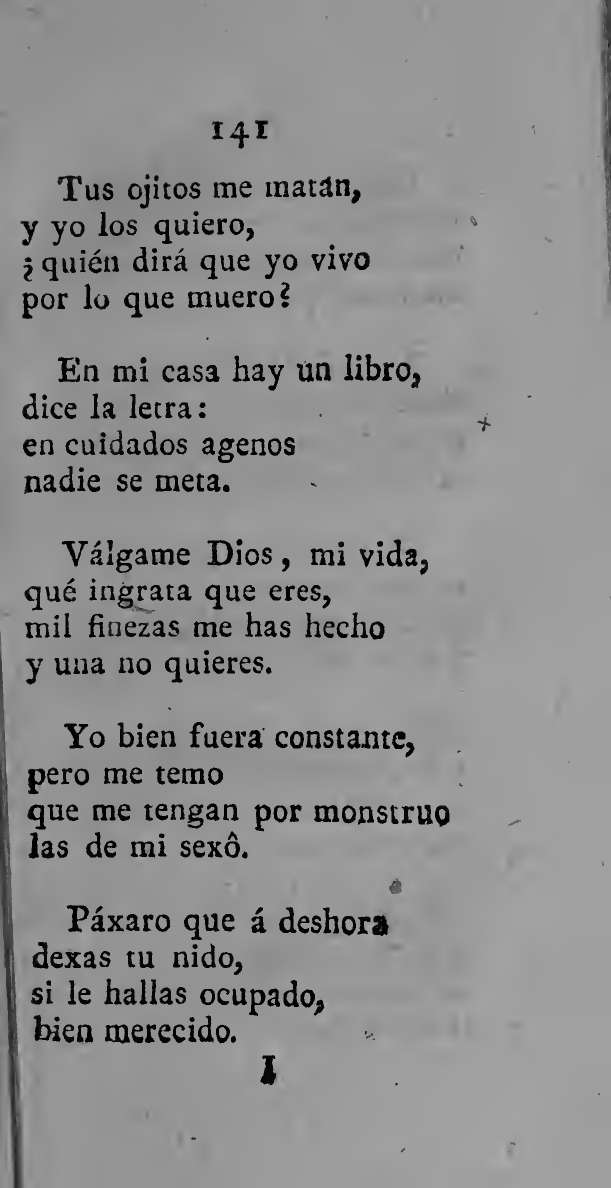 141
Tus ojitos me matan,
y yo los quiero,
¿quién dirá que yo vivo
por lo que muero?
En mi casa hay un libro,
dice la letra:
en cuidados agenos
nadie se meta.
Válgame Dios, mi vida,
qué ingrata que eres,
mil finezas me has hecho
y una no quieres.
Yo bien fuera constante,
pero me temo
que me tengan por monstruo
las de mi sexô.
Páxaro que á deshora
dexas tu nido,
si le hallas ocupado,
bien merecido.
I